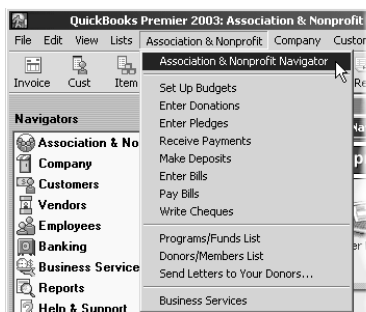 QuickBooks Premier 2003: Association & Nonprofit
File Edit View Lists Association & Nonprofit Company Custor
Invoice Cust Item
Association & Nonprofit Navigator
Set Up Budgets
Enter Donations
Enter Pledges
Receive Payments
Make Deposits
Enter Bills
Pay Bills
Write Cheques
Programs/Funds List
Donors/Members List
Send Letters to Your Donors...
Business Services
Navigators
Association & No
Company
Customers
Vendors
Employees
Banking
Business Service
Reports
Help & Support